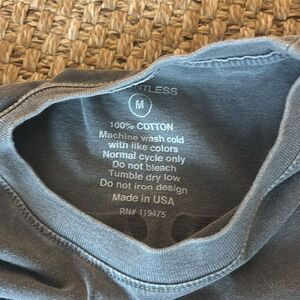 M
100% COTTON
Machine wash cold
with like colors
Normal cycle only
Do not bleach
Tumble dry low
Do not iron design
Made in USA
RN# 119475